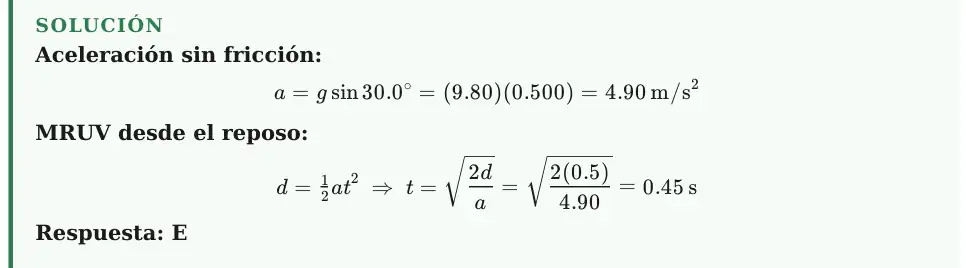 SOLUCIÓN
Aceleración sin fricción:
a = g sin 30.0° = (9.80)(0.500) = 4.90 m/s²
MRUV desde el reposo:
d = ½at² ⇒ t = √(2d/a) = √(2(0.5)/4.90) = 0.45 s
Respuesta: E